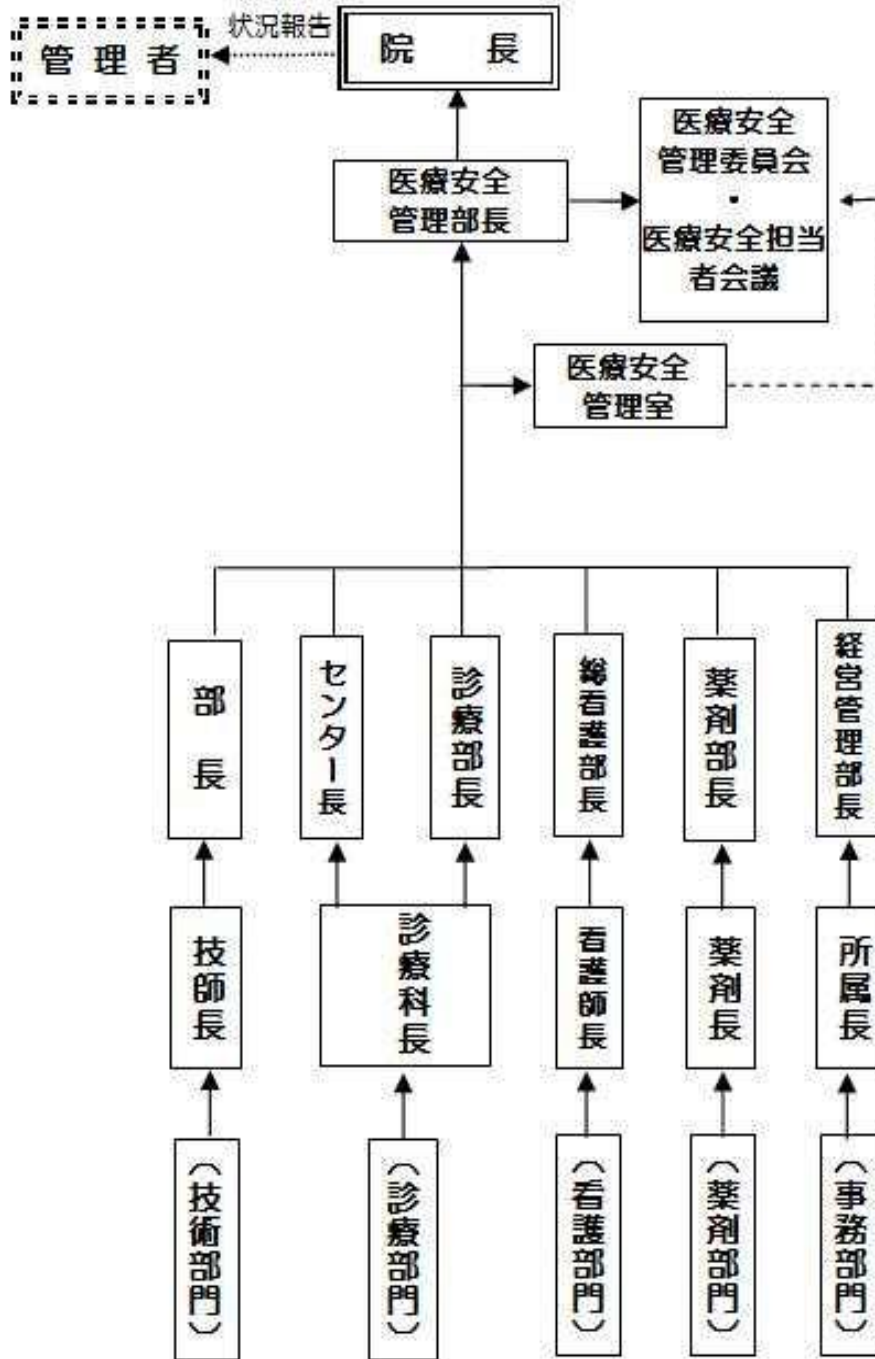 状況報告
管理者
院長
医療安全
管理部長
医療安全
管理委員会
・
医療安全担当
者会議
医療安全
管理室
部長
センター長
診療部長
総看護部長
薬剤部長
経営管理部長
技師長
診療科長
看護師長
薬剤長
所属長
（技術部門）
（診療部門）
（看護部門）
（薬剤部門）
（事務部門）